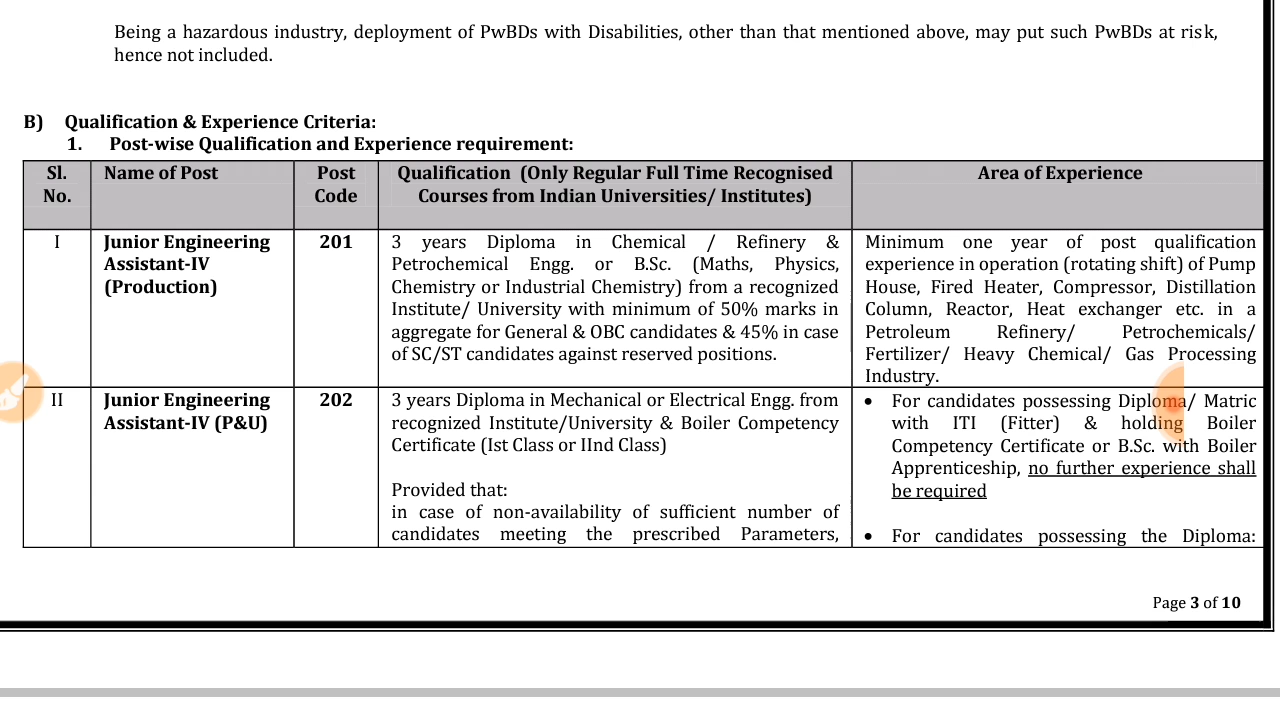 Being a hazardous industry, deployment of PwBDs with Disabilities, other than that mentioned above, may put such PwBDs at risk,
hence not included.
B) Qualification & Experience Criteria:
1. Post-wise Qualification and Experience requirement:
Sl.
No.
Name of Post
Post
Code
Qualification (Only Regular Full Time Recognised
Courses from Indian Universities/ Institutes)
Area of Experience
I
Junior Engineering
Assistant-IV
(Production)
201
3 years Diploma in Chemical / Refinery &
Petrochemical Engg. or B.Sc. (Maths, Physics,
Chemistry or Industrial Chemistry) from a recognized
Institute/ University with minimum of 50% marks in
aggregate for General & OBC candidates & 45% in case
of SC/ST candidates against reserved positions.
Minimum one year of post qualification
experience in operation (rotating shift) of Pump
House, Fired Heater, Compressor, Distillation
Column, Reactor, Heat exchanger etc. in a
Petroleum Refinery/ Petrochemicals/
Fertilizer/ Heavy Chemical/ Gas Processing
Industry.
II
Junior Engineering
Assistant-IV (P&U)
202
3 years Diploma in Mechanical or Electrical Engg. from
recognized Institute/University & Boiler Competency
Certificate (Ist Class or IInd Class)
Provided that:
in case of non-availability of sufficient number of
candidates meeting the prescribed Parameters,
• For candidates possessing Diploma/ Matric
with ITI (Fitter) & holding Boiler
Competency Certificate or B.Sc. with Boiler
Apprenticeship, no further experience shall
be required
• For candidates possessing the Diploma:
Page 3 of 10